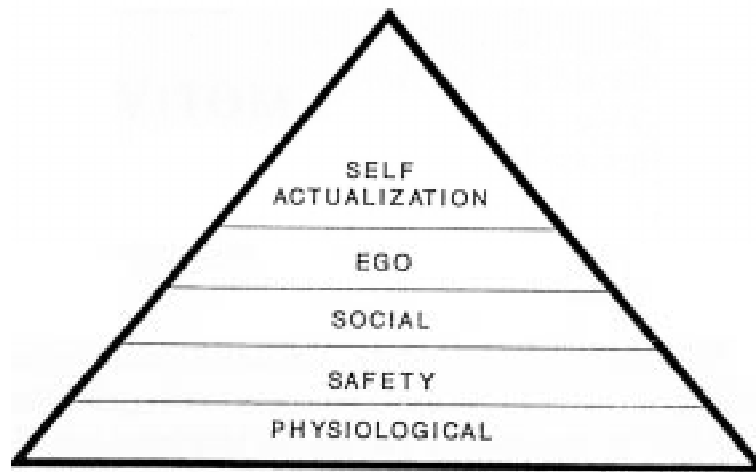 SELF
ACTUALIZATION
EGO
SOCIAL
SAFETY
PHYSIOLOGICAL